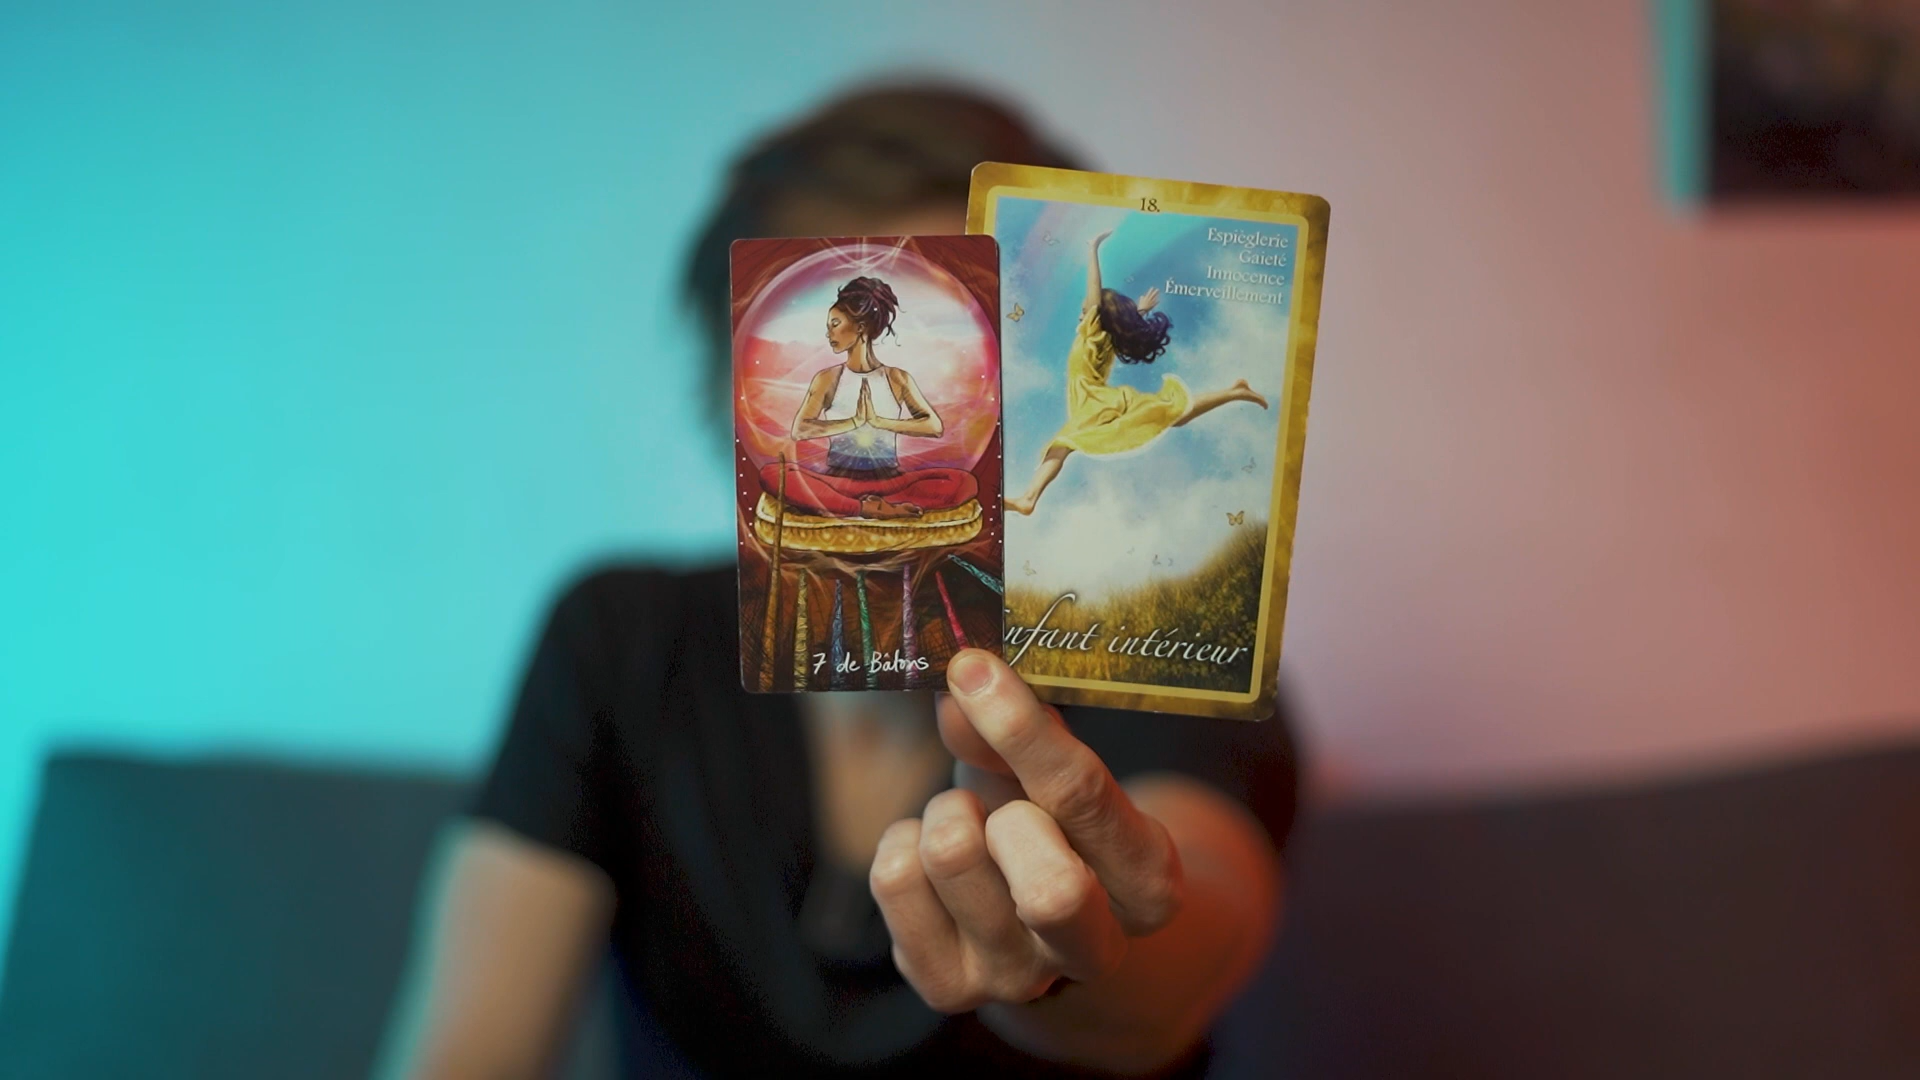 7 de Bâtons
18.
Espièglerie
Gaieté
Innocence
Émerveillement
nfant intérieur